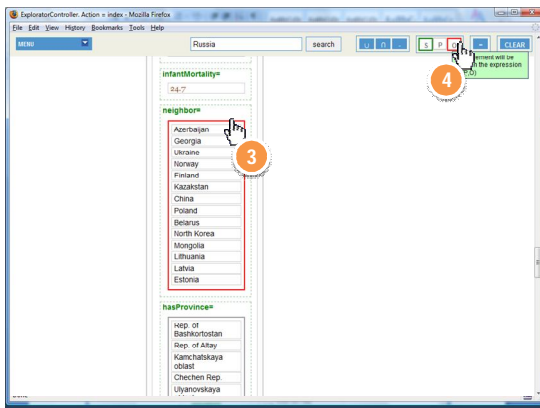 ExploratorController. Action = index - Mozilla Firefox
File Edit View History Bookmarks Tools Help
MENU Russia search ∪ ∩ - S P O = CLEAR
ement will be
h the expression
P,O)
infantMortality=
24.7
4
neighbor=
Azerbaijan
Georgia
Ukraine
3
Norway
Finland
Kazakstan
China
Poland
Belarus
North Korea
Mongolia
Lithuania
Latvia
Estonia
hasProvince=
Rep. of
Bashkortostan
Rep. of Altay
Kamchatskaya
oblast
Chechen Rep.
Ulyanovskaya